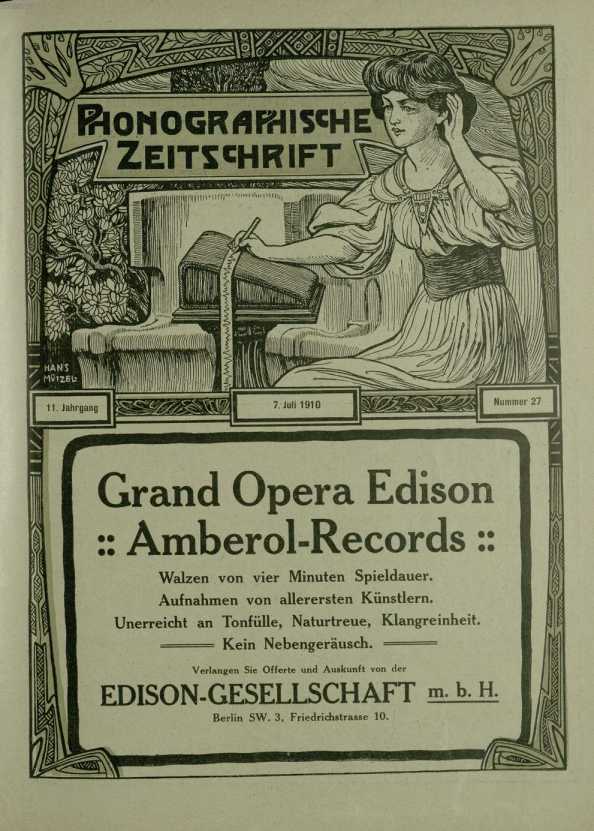 PHONOGRAPHISCHE
ZEITSCHRIFT
HANS
MÜTZEL
11. Jahrgang
7. Juli 1910
Nummer 27
Grand Opera Edison
:: Amberol-Records ::
Walzen von vier Minuten Spieldauer.
Aufnahmen von allerersten Künstlern.
Unerreicht an Tonfülle, Naturtreue, Klangreinheit.
Kein Nebengeräusch.
Verlangen Sie Offerte und Auskunft von der
EDISON-GESELLSCHAFT m. b. H.
Berlin SW. 3, Friedrichstrasse 10.